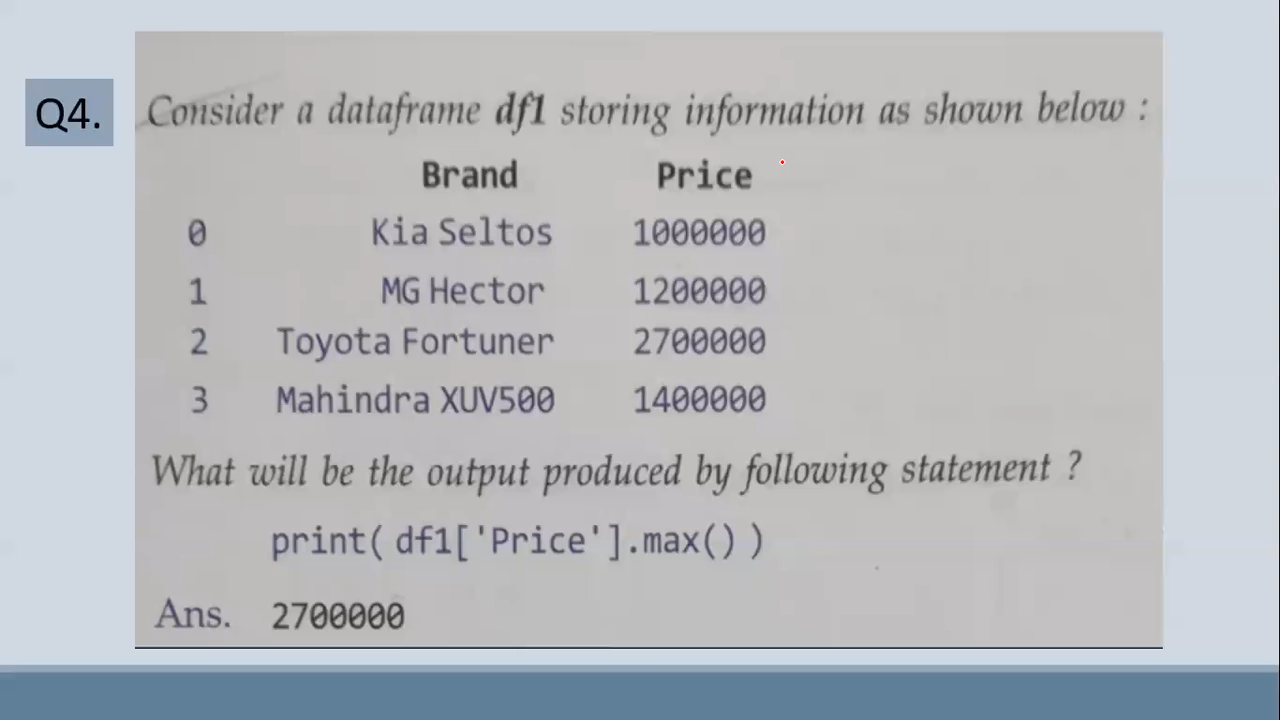 Q4.
Consider a dataframe df1 storing information as shown below :
Brand Price
0 Kia Seltos 1000000
1 MG Hector 1200000
2 Toyota Fortuner 2700000
3 Mahindra XUV500 1400000
What will be the output produced by following statement ?
print( df1['Price'].max() )
Ans. 2700000